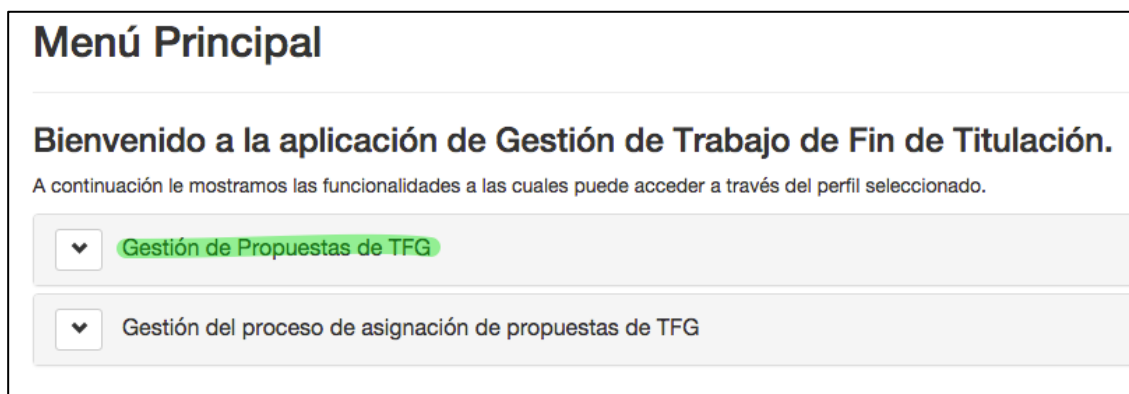 Menú Principal
Bienvenido a la aplicación de Gestión de Trabajo de Fin de Titulación.
A continuación le mostramos las funcionalidades a las cuales puede acceder a través del perfil seleccionado.
Gestión de Propuestas de TFG
Gestión del proceso de asignación de propuestas de TFG